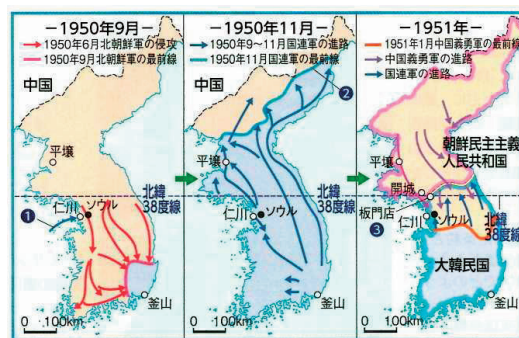 －1950年9月－
→1950年6月北朝鮮軍の侵攻
―1950年9月北朝鮮軍の最前線
中国
平壌
❶
仁川
ソウル
北緯
38度線
釜山
0 100km
－1950年11月－
→1950年9〜11月国連軍の進路
―1950年11月国連軍の最前線
中国
❷
平壌
仁川
ソウル
北緯
38度線
釜山
0 100km
－1951年－
―1951年1月中国義勇軍の最前線
→中国義勇軍の進路
→国連軍の進路
朝鮮民主主義
人民共和国
平壌
開城
板門店
❸
仁川
ソウル
北緯
38度線
大韓民国
釜山
0 100km